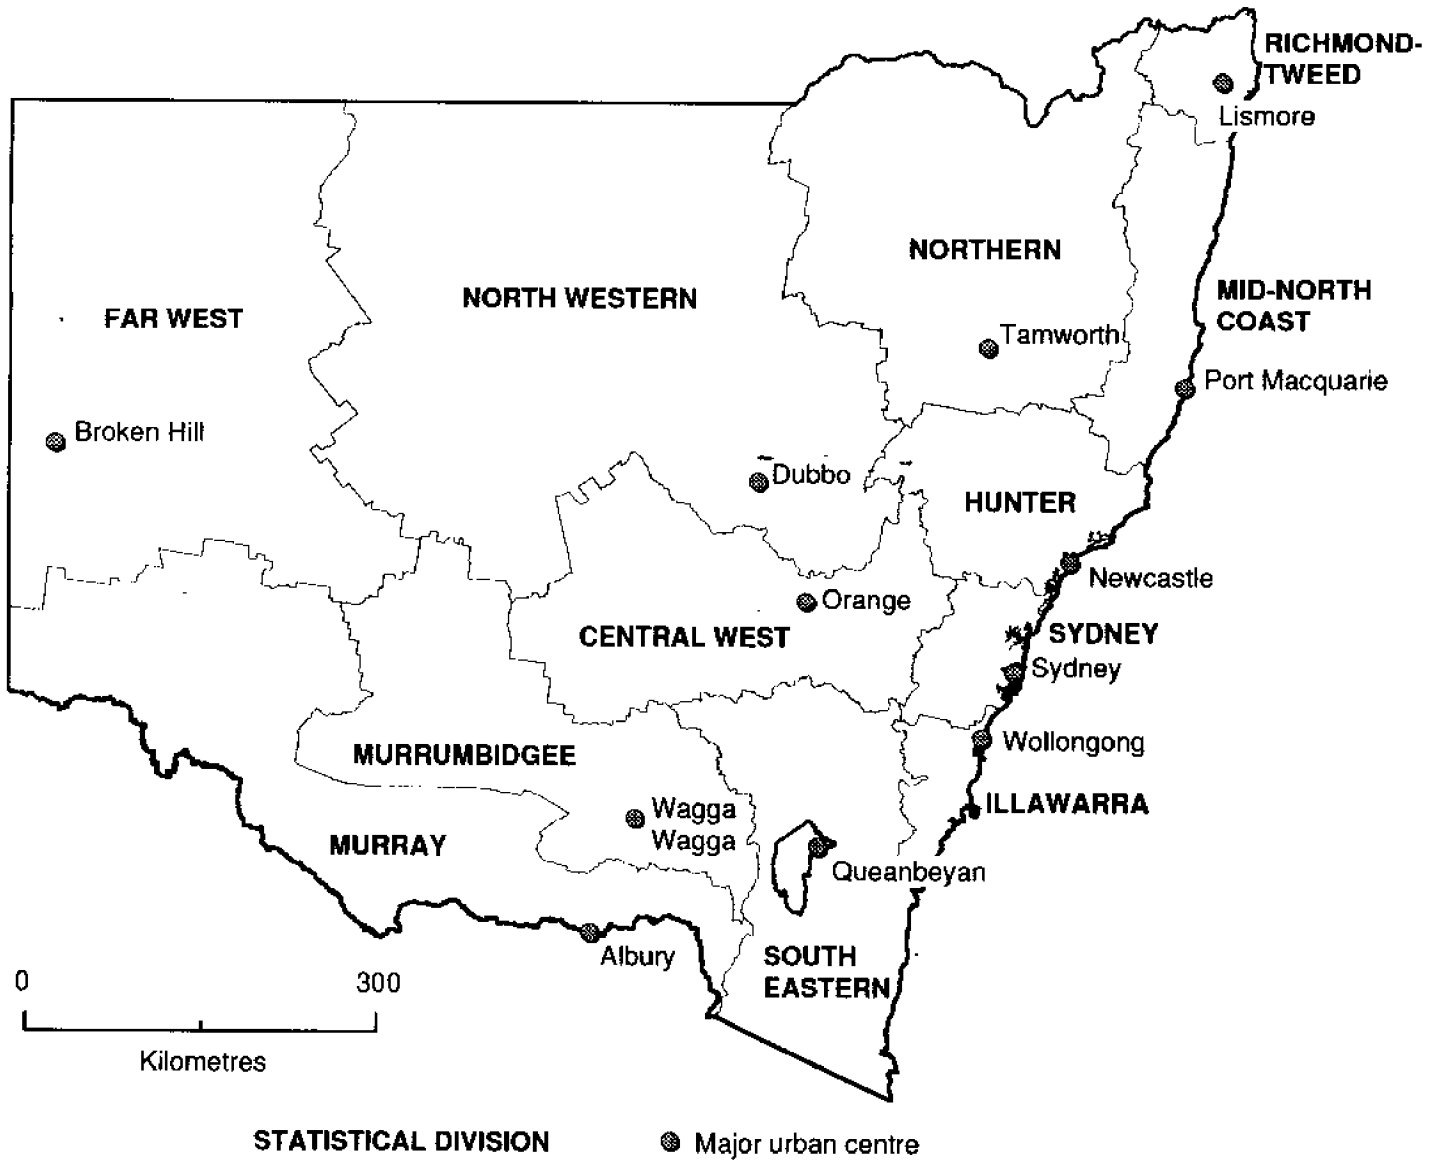 RICHMOND-
TWEED
Lismore
NORTHERN
NORTH WESTERN
MID-NORTH
COAST
FAR WEST
Tamworth
Port Macquarie
Broken Hill
Dubbo
HUNTER
Newcastle
Orange
CENTRAL WEST
SYDNEY
Sydney
Wollongong
MURRUMBIDGEE
ILLAWARRA
Wagga
Wagga
MURRAY
Queanbeyan
Albury
SOUTH
EASTERN
0 300
Kilometres
STATISTICAL DIVISION
Major urban centre